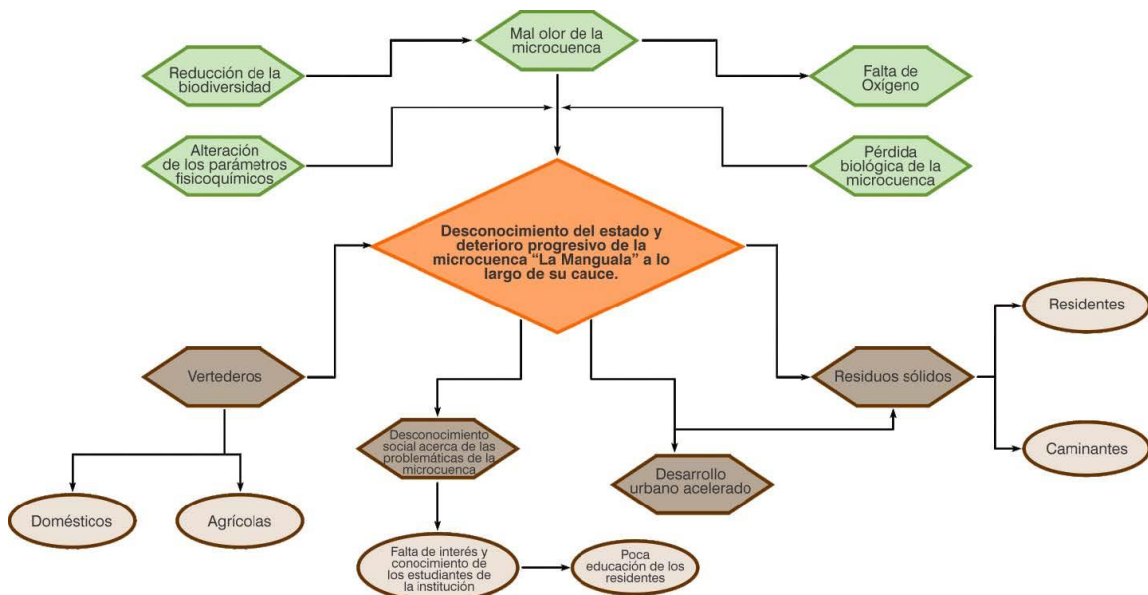 Mal olor de la
microcuenca
Reducción de la
biodiversidad
Falta de
Oxígeno
Alteración
de los parámetros
fisicoquímicos
Pérdida
biológica de la
microcuenca
Desconocimiento del estado y
deterioro progresivo de la
microcuenca “La Manguala” a lo
largo de su cauce.
Residentes
Vertederos
Residuos sólidos
Desconocimiento
social acerca de las
problemáticas de la
microcuenca
Caminantes
Desarrollo
urbano acelerado
Domésticos
Agrícolas
Falta de interés y
conocimiento de
los estudiantes de
la institución
Poca
educación de los
residentes